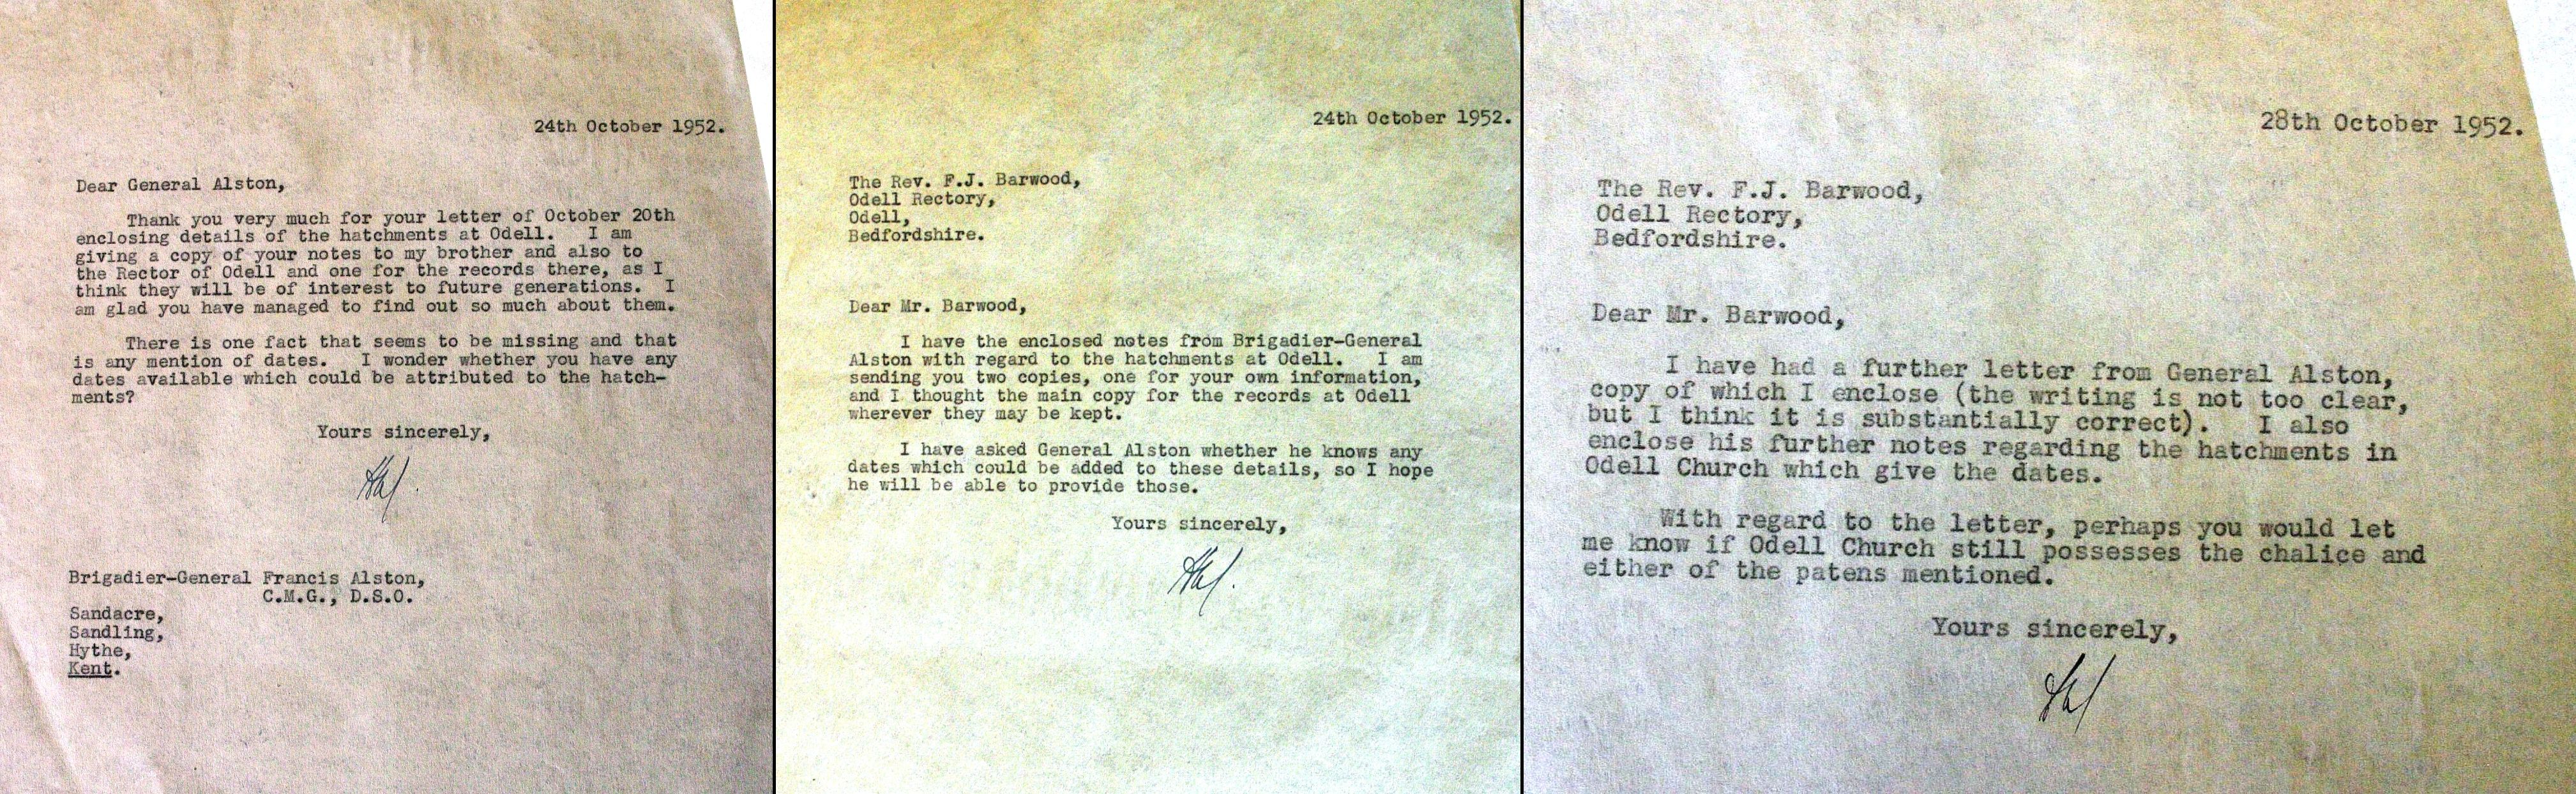 24th October 1952.
Dear General Alston,
Thank you very much for your letter of October 20th
enclosing details of the hatchments at Odell. I am
giving a copy of your notes to my brother and also to
the Rector of Odell and one for the records there, as I
think they will be of interest to future generations. I
am glad you have managed to find out so much about them.
There is one fact that seems to be missing and that
is any mention of dates. I wonder whether you have any
dates available which could be attributed to the hatch-
ments?
Yours sincerely,
Brigadier-General Francis Alston,
C.M.G., D.S.O.
Sandacre,
Sandling,
Hythe,
Kent.
24th October 1952.
The Rev. F.J. Barwood,
Odell Rectory,
Odell,
Bedfordshire.
Dear Mr. Barwood,
I have the enclosed notes from Brigadier-General
Alston with regard to the hatchments at Odell. I am
sending you two copies, one for your own information,
and I thought the main copy for the records at Odell
wherever they may be kept.
I have asked General Alston whether he knows any
dates which could be added to these details, so I hope
he will be able to provide those.
Yours sincerely,
28th October 1952.
The Rev. F.J. Barwood,
Odell Rectory,
Bedfordshire.
Dear Mr. Barwood,
I have had a further letter from General Alston,
copy of which I enclose (the writing is not too clear,
but I think it is substantially correct). I also
enclose his further notes regarding the hatchments in
Odell Church which give the dates.
With regard to the letter, perhaps you would let
me know if Odell Church still possesses the chalice and
either of the patens mentioned.
Yours sincerely,